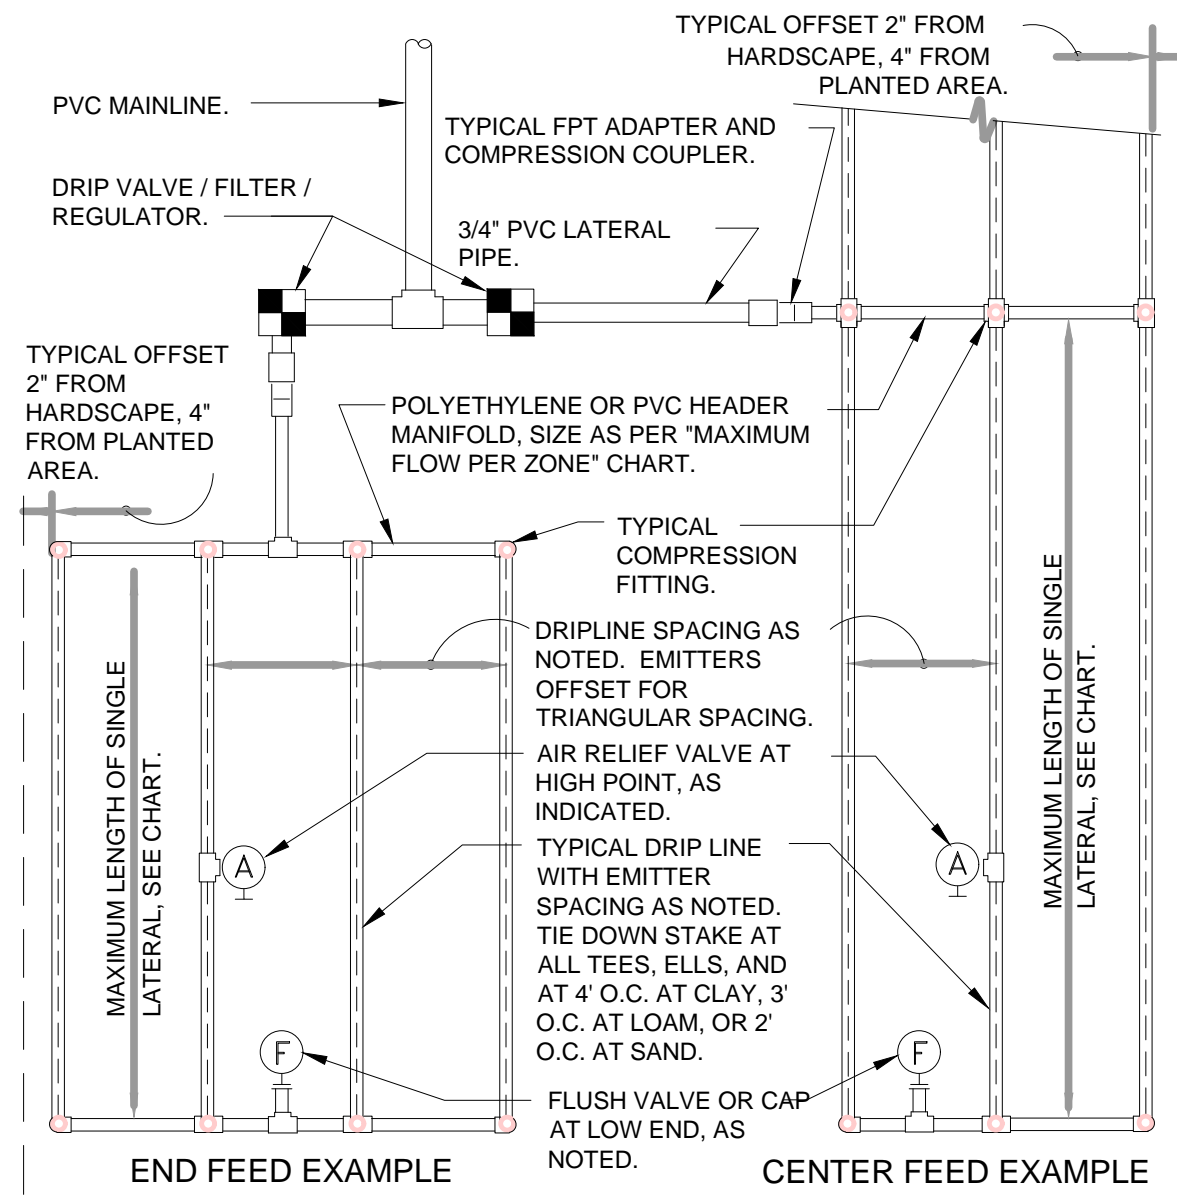 TYPICAL OFFSET 2" FROM
HARDSCAPE, 4" FROM
PLANTED AREA.
PVC MAINLINE.
TYPICAL FPT ADAPTER AND
COMPRESSION COUPLER.
DRIP VALVE / FILTER /
REGULATOR.
3/4" PVC LATERAL
PIPE.
TYPICAL OFFSET
2" FROM
HARDSCAPE, 4"
FROM PLANTED
AREA.
POLYETHYLENE OR PVC HEADER
MANIFOLD, SIZE AS PER "MAXIMUM
FLOW PER ZONE" CHART.
TYPICAL
COMPRESSION
FITTING.
DRIPLINE SPACING AS
NOTED.  EMITTERS
OFFSET FOR
TRIANGULAR SPACING.
MAXIMUM LENGTH OF SINGLE
LATERAL, SEE CHART.
MAXIMUM LENGTH OF SINGLE
LATERAL, SEE CHART.
AIR RELIEF VALVE AT
HIGH POINT, AS
INDICATED.
A
A
TYPICAL DRIP LINE
WITH EMITTER
SPACING AS NOTED.
TIE DOWN STAKE AT
ALL TEES, ELLS, AND
AT 4' O.C. AT CLAY, 3'
O.C. AT LOAM, OR 2'
O.C. AT SAND.
F
F
FLUSH VALVE OR CAP
AT LOW END, AS
NOTED.
END FEED EXAMPLE
CENTER FEED EXAMPLE